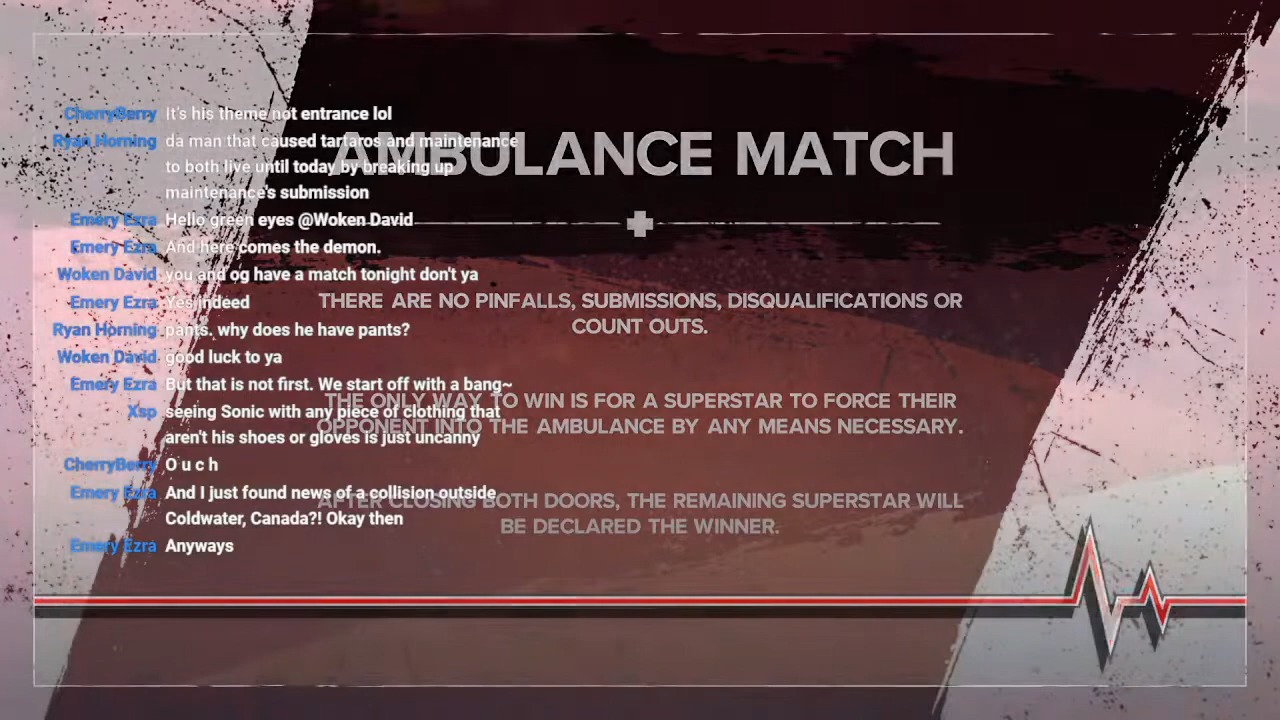 CherryBerry It's his theme not entrance lol
Ryan Horning da man that caused tartaros and maintenance
to both live until today by breaking up
maintenance's submission
Emery Ezra Hello green eyes @Woken David
Emery Ezra And here comes the demon.
Woken David you and og have a match tonight don't ya
Emery Ezra Yes indeed
Ryan Horning pants. why does he have pants?
Woken David good luck to ya
Emery Ezra But that is not first. We start off with a bang~
Xsp seeing Sonic with any piece of clothing that
aren't his shoes or gloves is just uncanny
CherryBerry O u c h
Emery Ezra And I just found news of a collision outside
Coldwater, Canada?! Okay then
Emery Ezra Anyways
AMBULANCE MATCH
THERE ARE NO PINFALLS, SUBMISSIONS, DISQUALIFICATIONS OR
COUNT OUTS.
THE ONLY WAY TO WIN IS FOR A SUPERSTAR TO FORCE THEIR
OPPONENT INTO THE AMBULANCE BY ANY MEANS NECESSARY.
AFTER CLOSING BOTH DOORS, THE REMAINING SUPERSTAR WILL
BE DECLARED THE WINNER.